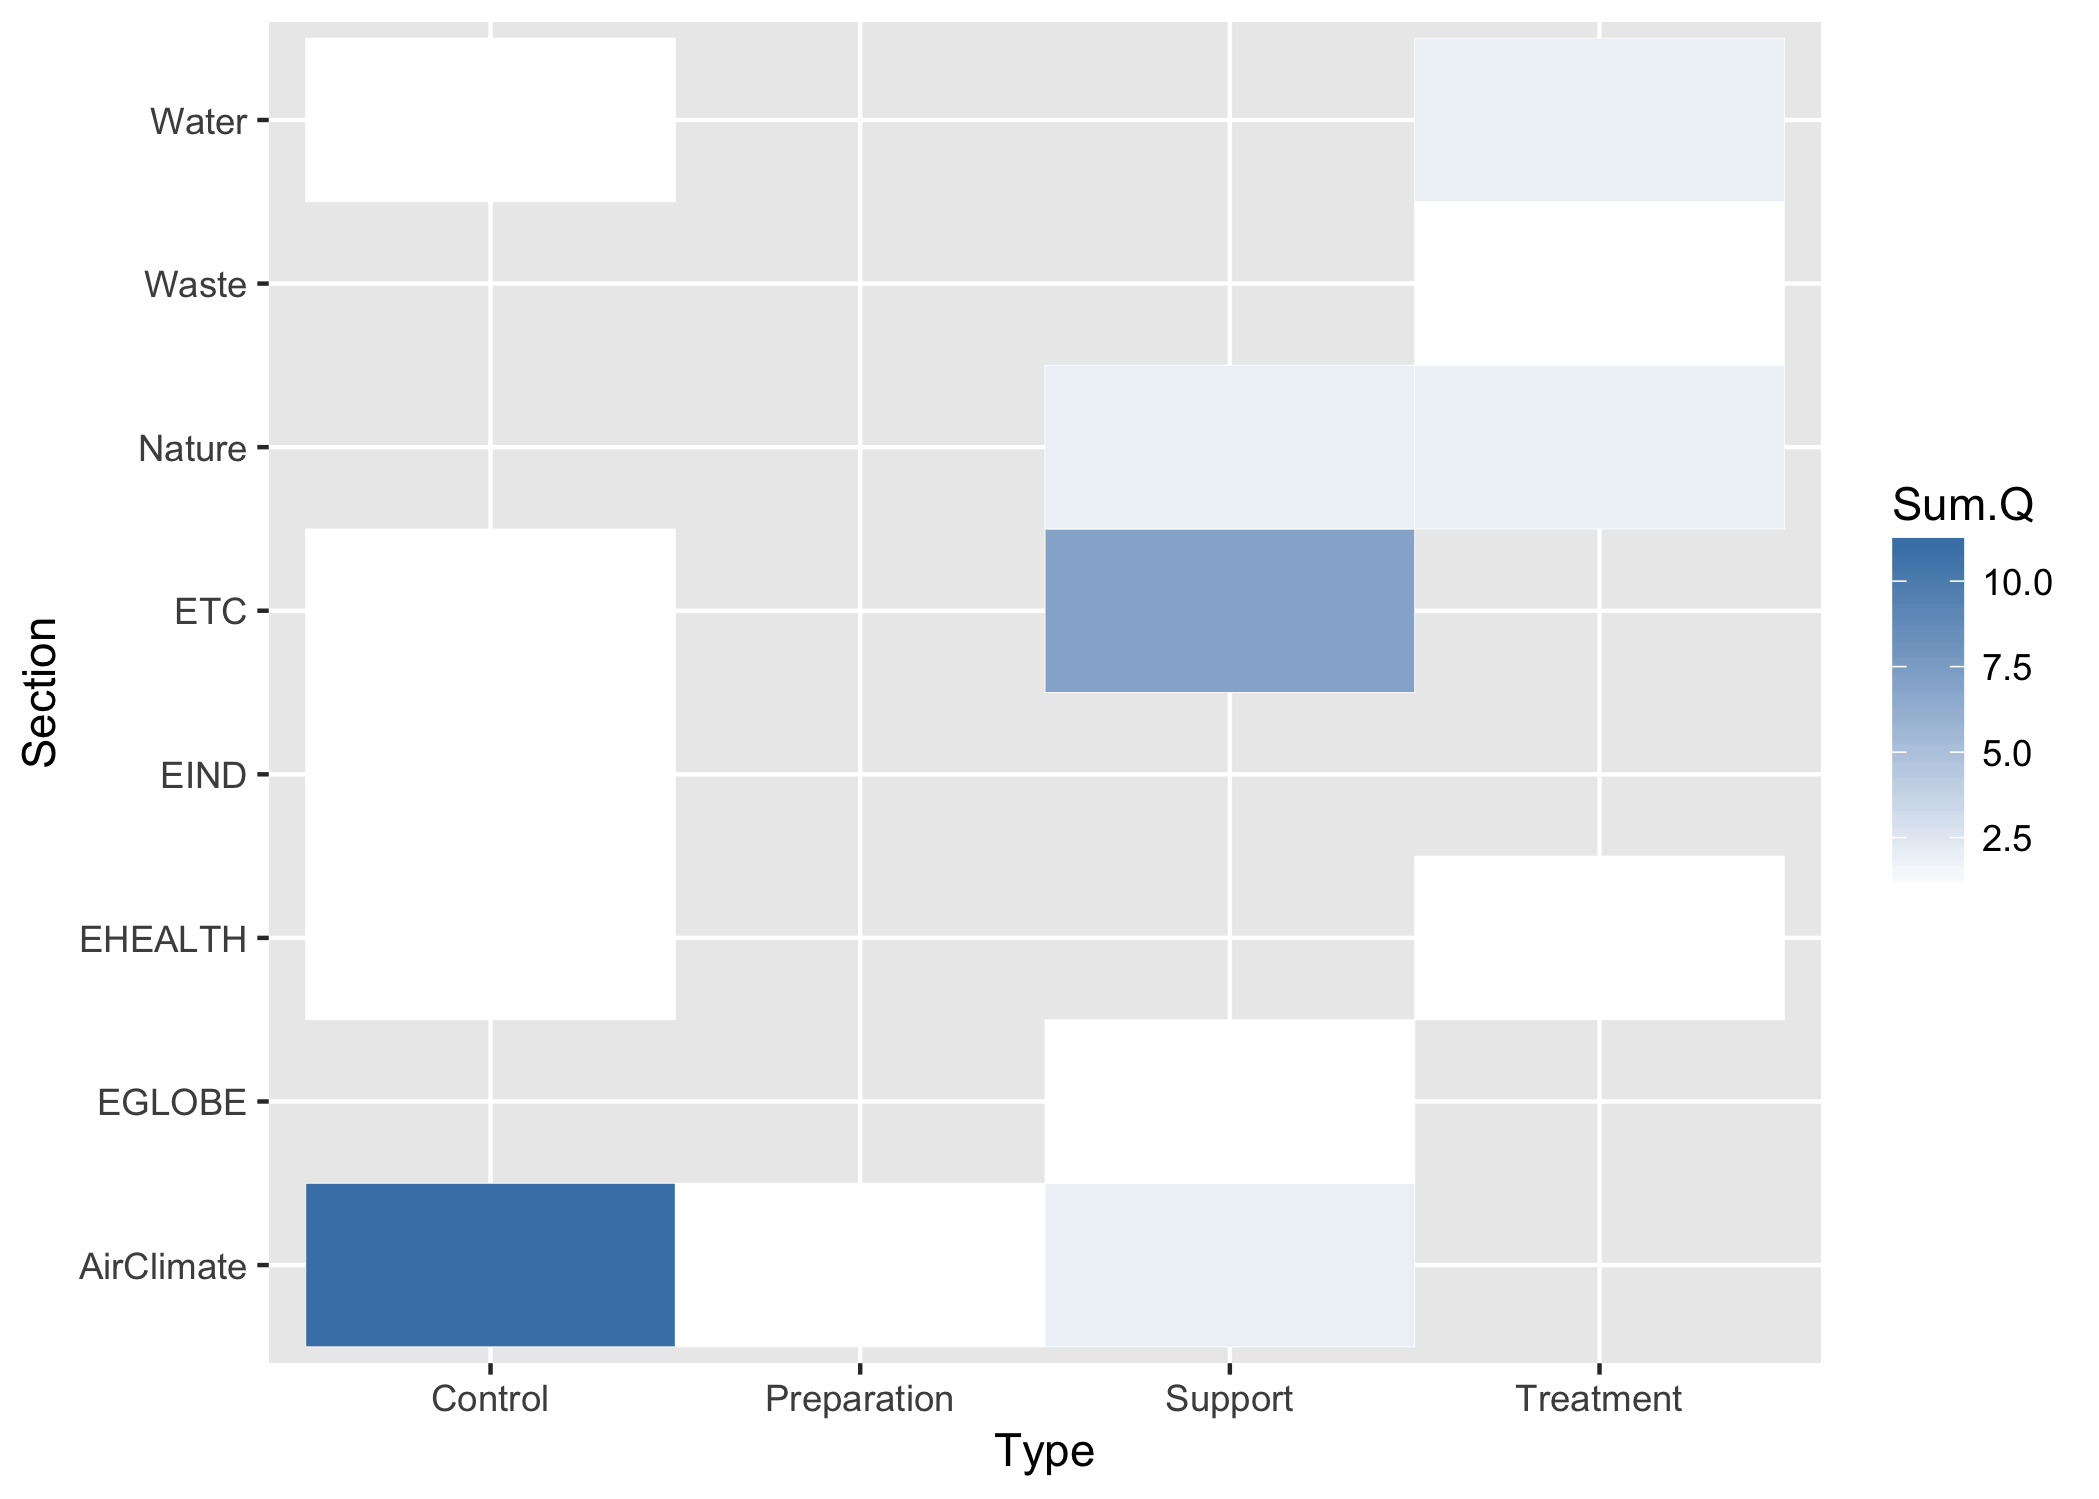 Water
Waste
Nature
ETC
EIND
EHEALTH
EGLOBE
AirClimate
Section
Control Preparation Support Treatment
Type
Sum.Q
10.0
7.5
5.0
2.5